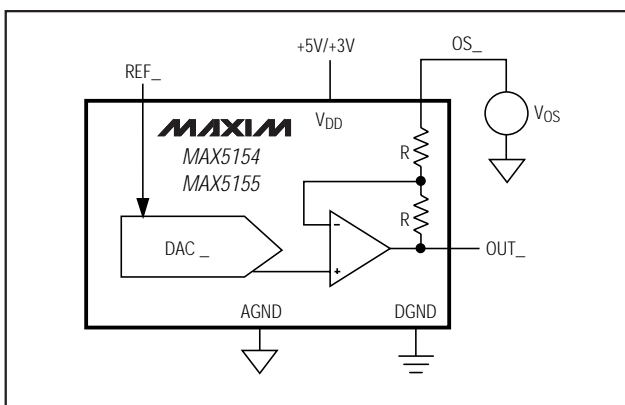 +5V/+3V
OS_
REF_
VOS
VDD
MAXIM
MAX5154
MAX5155
R
R
DAC _
-
+
OUT_
AGND
DGND